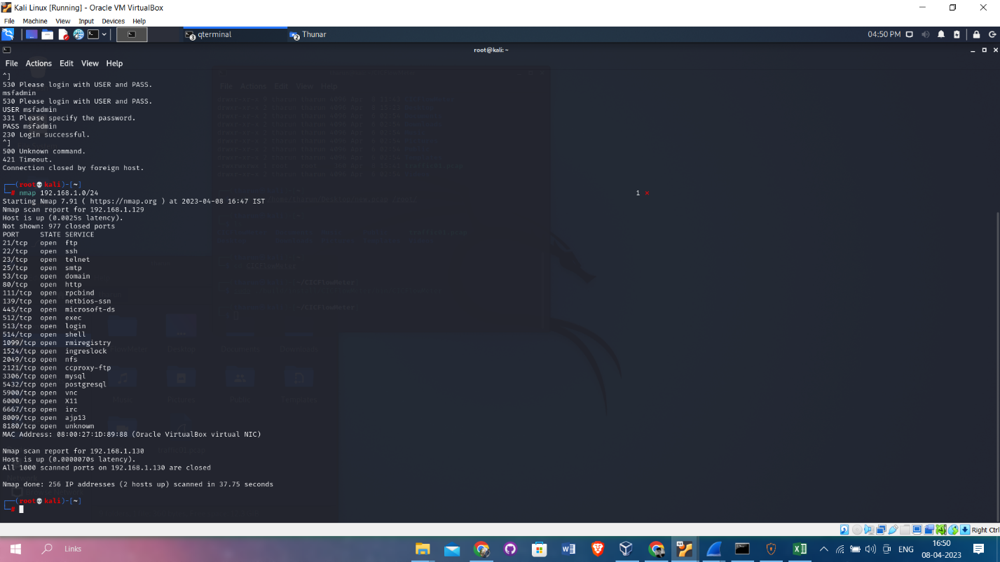 Kali Linux [Running] - Oracle VM VirtualBox
File Machine View Input Devices Help
qterminal
3
Thunar
2
04:50 PM
root@kali: ~
File Actions Edit View Help
^]
530 Please login with USER and PASS.
msfadmin
530 Please login with USER and PASS.
USER msfadmin
331 Please specify the password.
PASS msfadmin
230 Login successful.
^]
500 Unknown command.
421 Timeout.
Connection closed by foreign host.
┌──(root💀kali)-[~]
└─# nmap 192.168.1.0/24 1 ⨯
Starting Nmap 7.91 ( https://nmap.org ) at 2023-04-08 16:47 IST
Nmap scan report for 192.168.1.129
Host is up (0.0025s latency).
Not shown: 977 closed ports
PORT STATE SERVICE
21/tcp open ftp
22/tcp open ssh
23/tcp open telnet
25/tcp open smtp
53/tcp open domain
80/tcp open http
111/tcp open rpcbind
139/tcp open netbios-ssn
445/tcp open microsoft-ds
512/tcp open exec
513/tcp open login
514/tcp open shell
1099/tcp open rmiregistry
1524/tcp open ingreslock
2049/tcp open nfs
2121/tcp open ccproxy-ftp
3306/tcp open mysql
5432/tcp open postgresql
5900/tcp open vnc
6000/tcp open X11
6667/tcp open irc
8009/tcp open ajp13
8180/tcp open unknown
MAC Address: 08:00:27:1D:89:88 (Oracle VirtualBox virtual NIC)
Nmap scan report for 192.168.1.130
Host is up (0.0000070s latency).
All 1000 scanned ports on 192.168.1.130 are closed
Nmap done: 256 IP addresses (2 hosts up) scanned in 37.75 seconds
┌──(root💀kali)-[~]
└─#
Right Ctrl
Links
ENG
16:50
08-04-2023